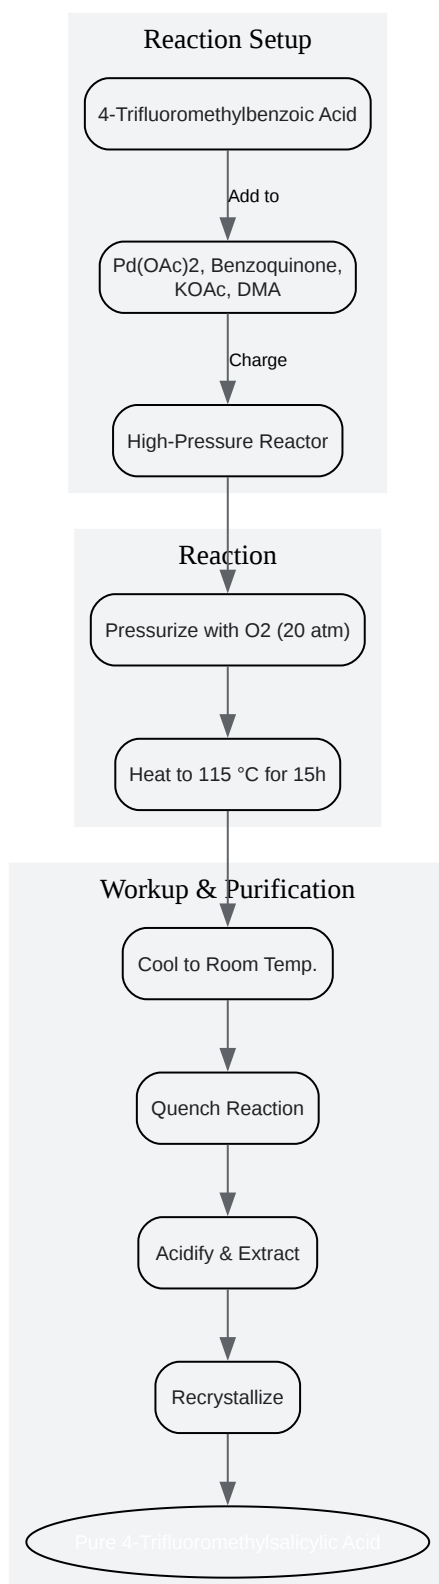 Reaction Setup
4-Trifluoromethylbenzoic Acid
Add to
Pd(OAc)2, Benzoquinone,
KOAc, DMA
Charge
High-Pressure Reactor
Reaction
Pressurize with O2 (20 atm)
Heat to 115 °C for 15h
Workup & Purification
Cool to Room Temp.
Quench Reaction
Acidify & Extract
Recrystallize
Pure 4-Trifluoromethylsalicylic Acid